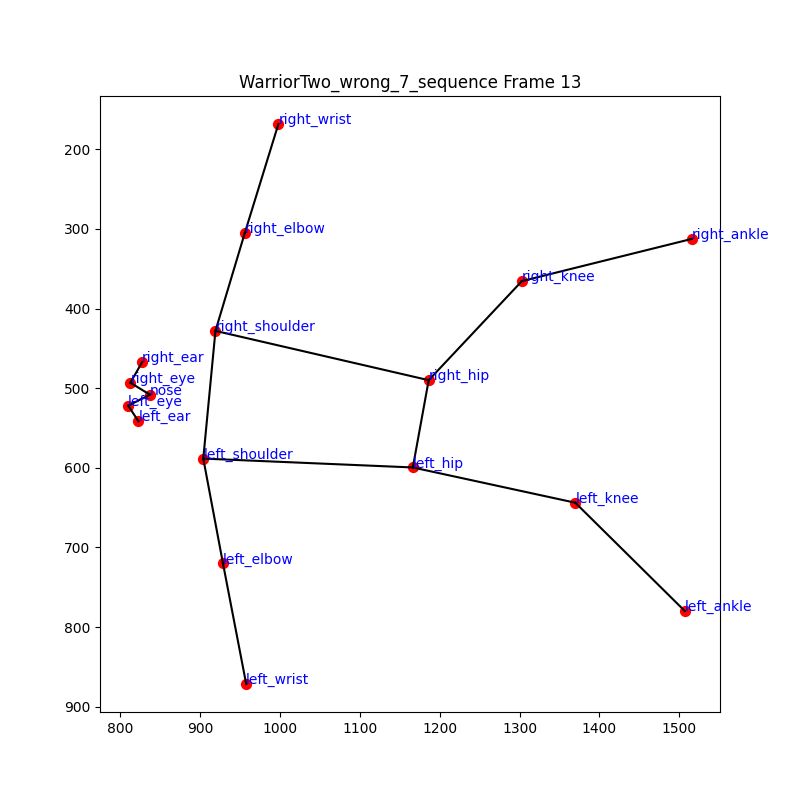 WarriorTwo_wrong_7_sequence Frame 13
right_wrist
200
right_elbow
right_ankle
300
right_knee
right_shoulder
400
right_ear
right_hip
right_eye
nose
500
left_eye
left_ear
left_shoulder
left_hip
600
left_knee
700
left_elbow
left_ankle
800
left_wrist
900
800 900 1000 1100 1200 1300 1400 1500